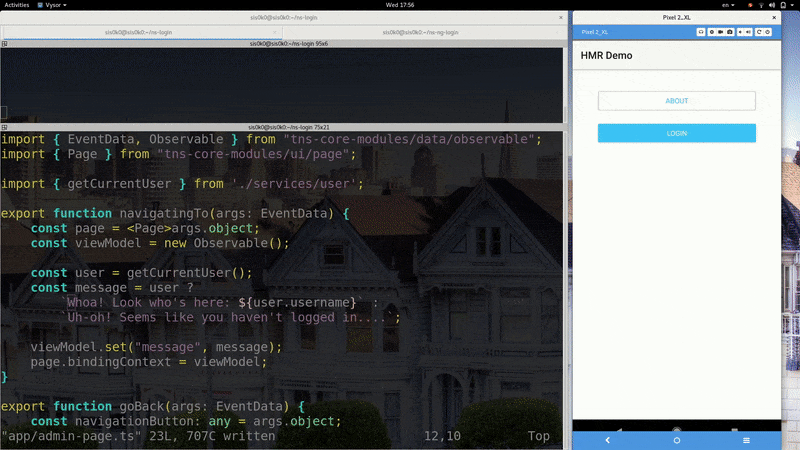 Activities Vysor Wed 17:56 en
sis0k0@sis0k0:~/ns-login
sis0k0@sis0k0:~/ns-login sis0k0@sis0k0:~/ns-ng-login
sis0k0@sis0k0:~/ns-login 95x6
sis0k0@sis0k0:~/ns-login 75x21
import { EventData, Observable } from "tns-core-modules/data/observable";
import { Page } from "tns-core-modules/ui/page";
import { getCurrentUser } from './services/user';
export function navigatingTo(args: EventData) {
const page = <Page>args.object;
const viewModel = new Observable();
const user = getCurrentUser();
const message = user ?
`Whoa! Look who's here: ${user.username}` :
`Uh-oh! Seems like you haven't logged in....`;
viewModel.set("message", message);
page.bindingContext = viewModel;
}
export function goBack(args: EventData) {
const navigationButton: any = args.object;
"app/admin-page.ts" 23L, 707C written 12,10 Top
Pixel 2_XL
Pixel 2_XL
HMR Demo
ABOUT
LOGIN